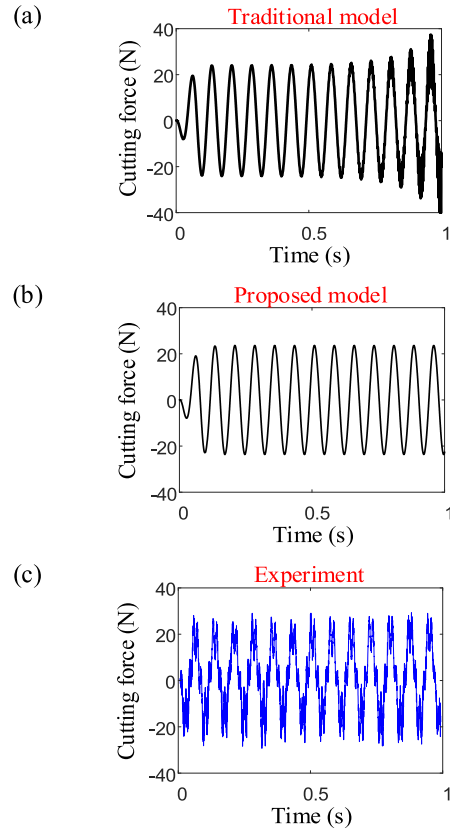 (a)
Traditional model
Cutting force (N)
40
20
0
-20
-40
0
0.5
1
Time (s)
(b)
Proposed model
Cutting force (N)
40
20
0
-20
-40
0
0.5
1
Time (s)
(c)
Experiment
Cutting force (N)
40
20
0
-20
-40
0
0.5
1
Time (s)